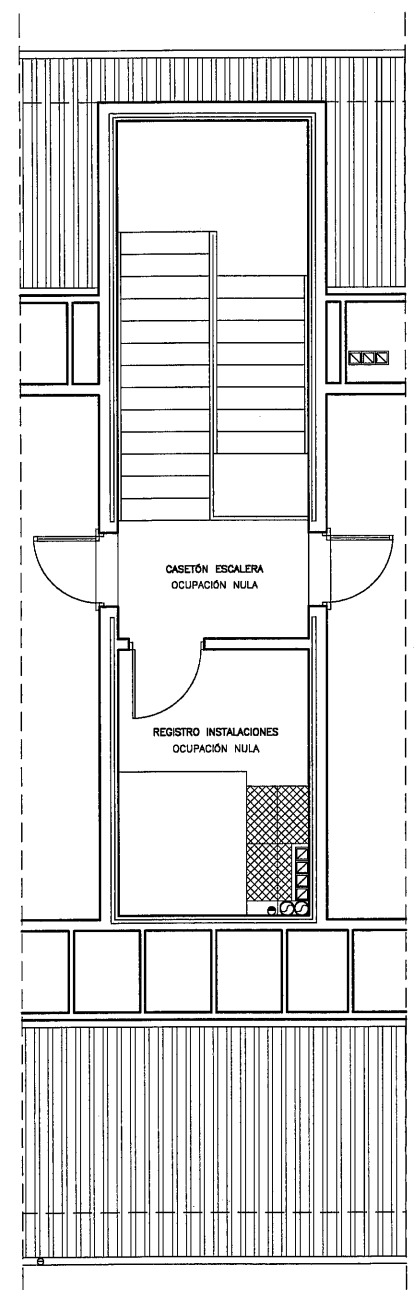 CASETÓN ESCALERA
OCUPACIÓN NULA
REGISTRO INSTALACIONES
OCUPACIÓN NULA